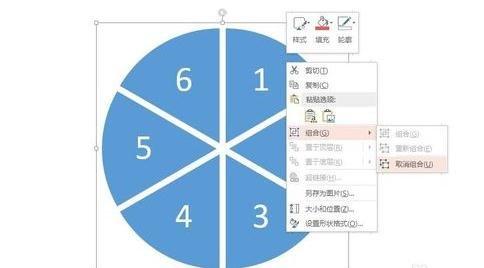 样式 填充 轮廓
剪切(T)
复制(C)
粘贴选项:
组合(G)
组合(G)
置于顶层(R)
重新组合(E)
置于底层(K)
取消组合(U)
超链接(H)...
另存为图片(S)...
大小和位置(Z)...
设置形状格式(O)...
6 1
5
4 3